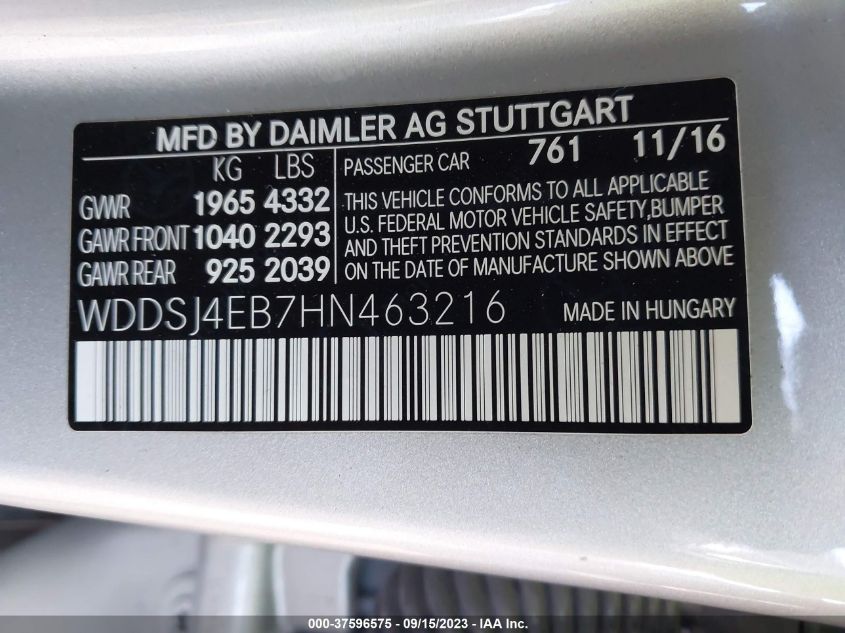 MFD BY DAIMLER AG STUTTGART
KG LBS
GVWR 1965 4332
GAWR FRONT 1040 2293
GAWR REAR 925 2039
PASSENGER CAR 761 11/16
THIS VEHICLE CONFORMS TO ALL APPLICABLE
U.S. FEDERAL MOTOR VEHICLE SAFETY,BUMPER
AND THEFT PREVENTION STANDARDS IN EFFECT
ON THE DATE OF MANUFACTURE SHOWN ABOVE
WDDSJ4EB7HN463216 MADE IN HUNGARY
000-37596575 - 09/15/2023 - IAA Inc.